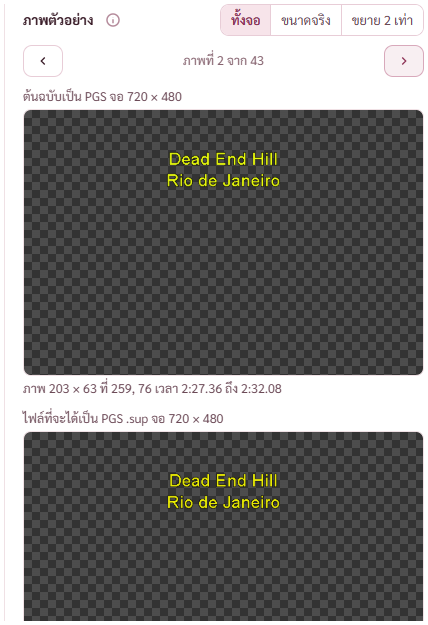 ภาพตัวอย่าง
ทั้งจอ
ขนาดจริง
ขยาย 2 เท่า
ภาพที่ 2 จาก 43
ต้นฉบับเป็น PGS จอ 720 × 480
Dead End Hill
Rio de Janeiro
ภาพ 203 × 63 ที่ 259, 76 เวลา 2:27.36 ถึง 2:32.08
ไฟล์ที่จะได้เป็น PGS .sup จอ 720 × 480
Dead End Hill
Rio de Janeiro